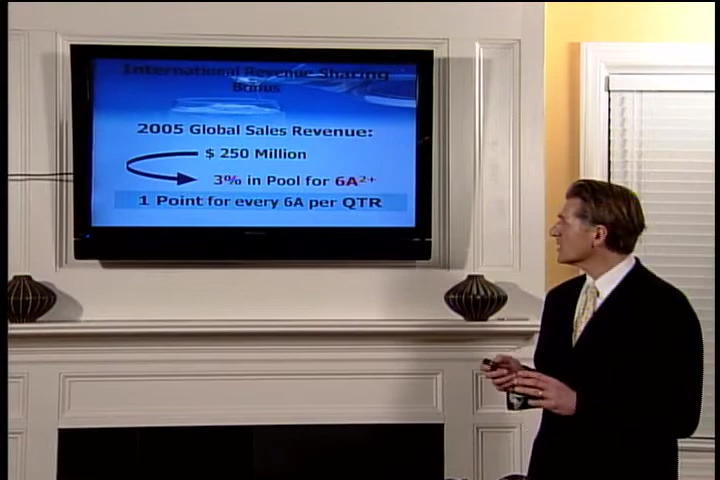 International Revenue Sharing
Bonus
2005 Global Sales Revenue:
$ 250 Million
3% in Pool for 6A2+
1 Point for every 6A per QTR